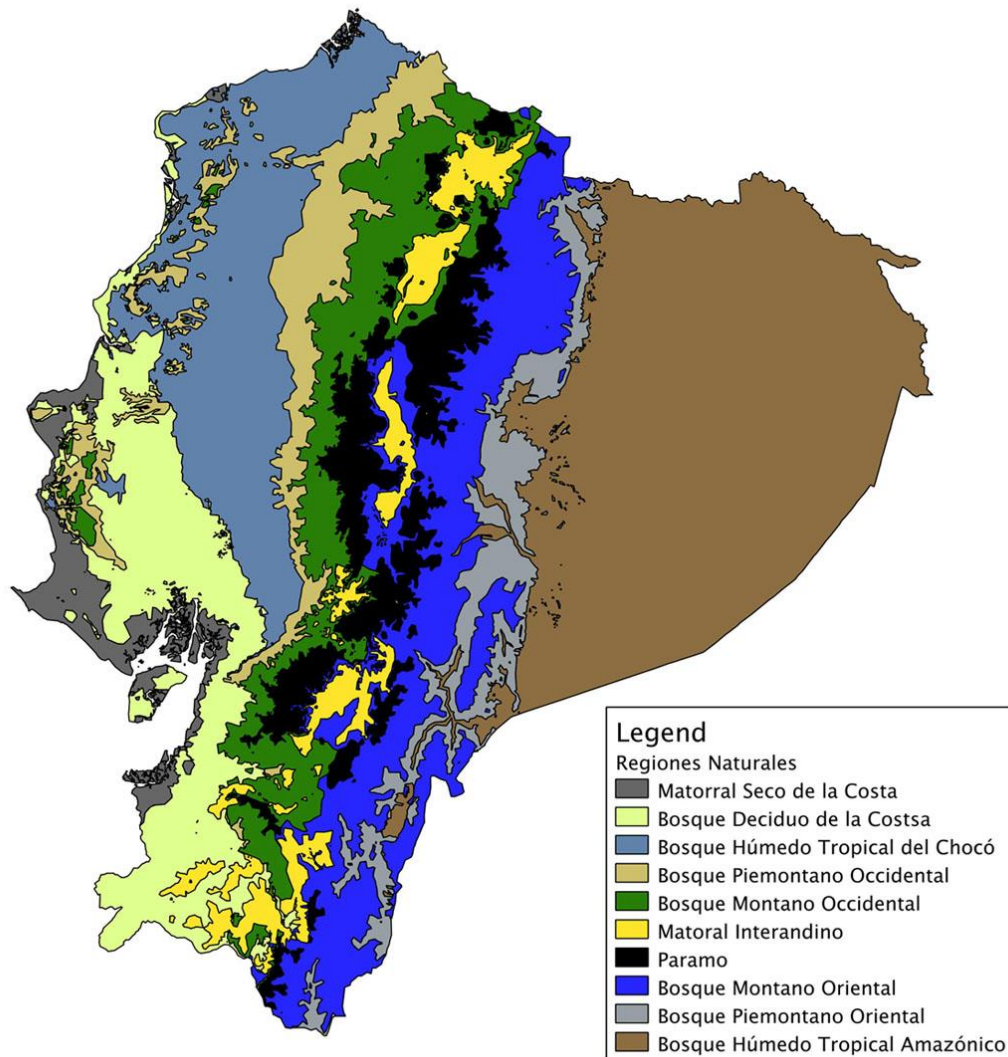 Legend
Regiones Naturales
Matorral Seco de la Costa
Bosque Deciduo de la Costsa
Bosque Húmedo Tropical del Chocó
Bosque Piemontano Occidental
Bosque Montano Occidental
Matoral Interandino
Paramo
Bosque Montano Oriental
Bosque Piemontano Oriental
Bosque Húmedo Tropical Amazónico